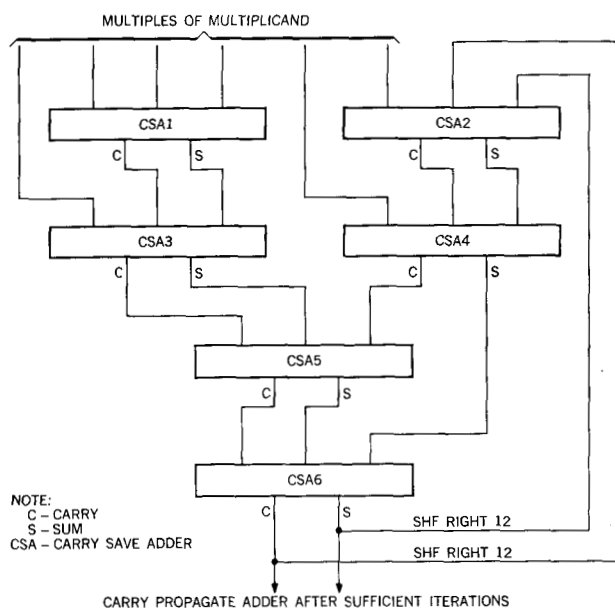 MULTIPLES OF MULTIPLICAND
CSA1
CSA2
C S
C S
CSA3
CSA4
C S
C S
CSA5
C S
CSA6
C S
NOTE:
C – CARRY
S – SUM
CSA – CARRY SAVE ADDER
SHF RIGHT 12
SHF RIGHT 12
CARRY PROPAGATE ADDER AFTER SUFFICIENT ITERATIONS